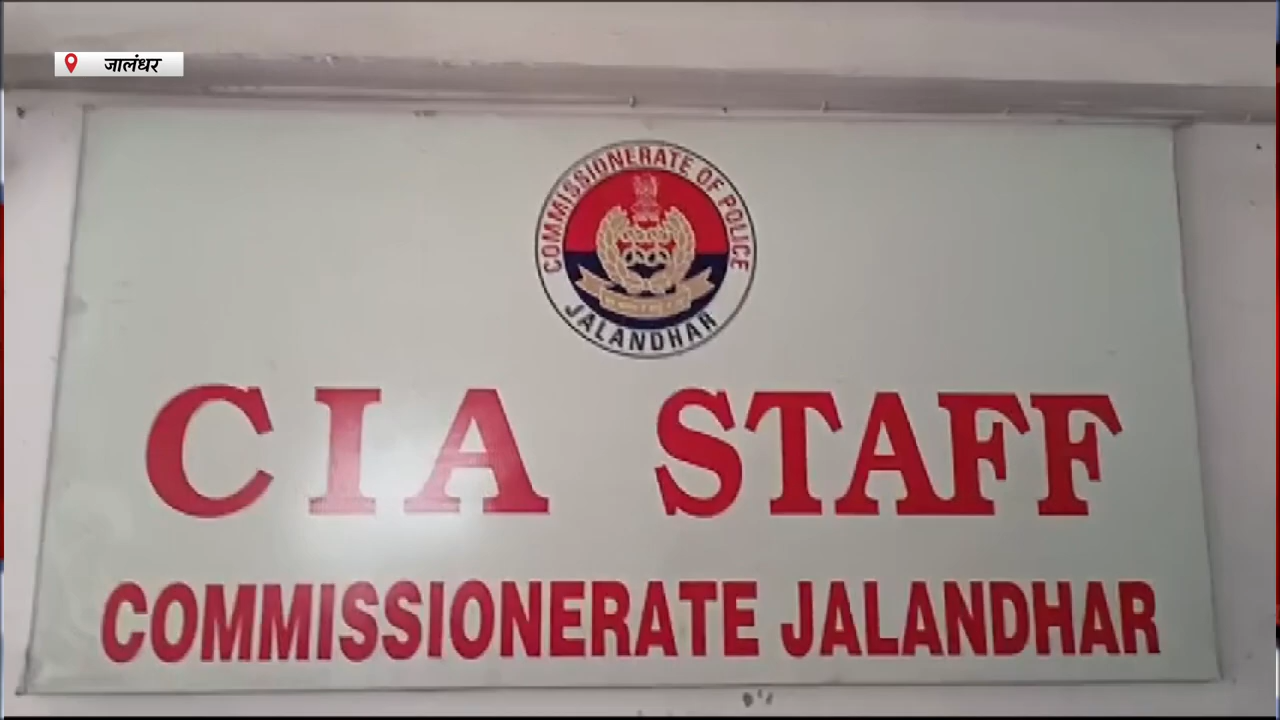 जालंधर
COMMISSIONERATE OF POLICE
JALANDHAR
CIA STAFF
COMMISSIONERATE JALANDHAR